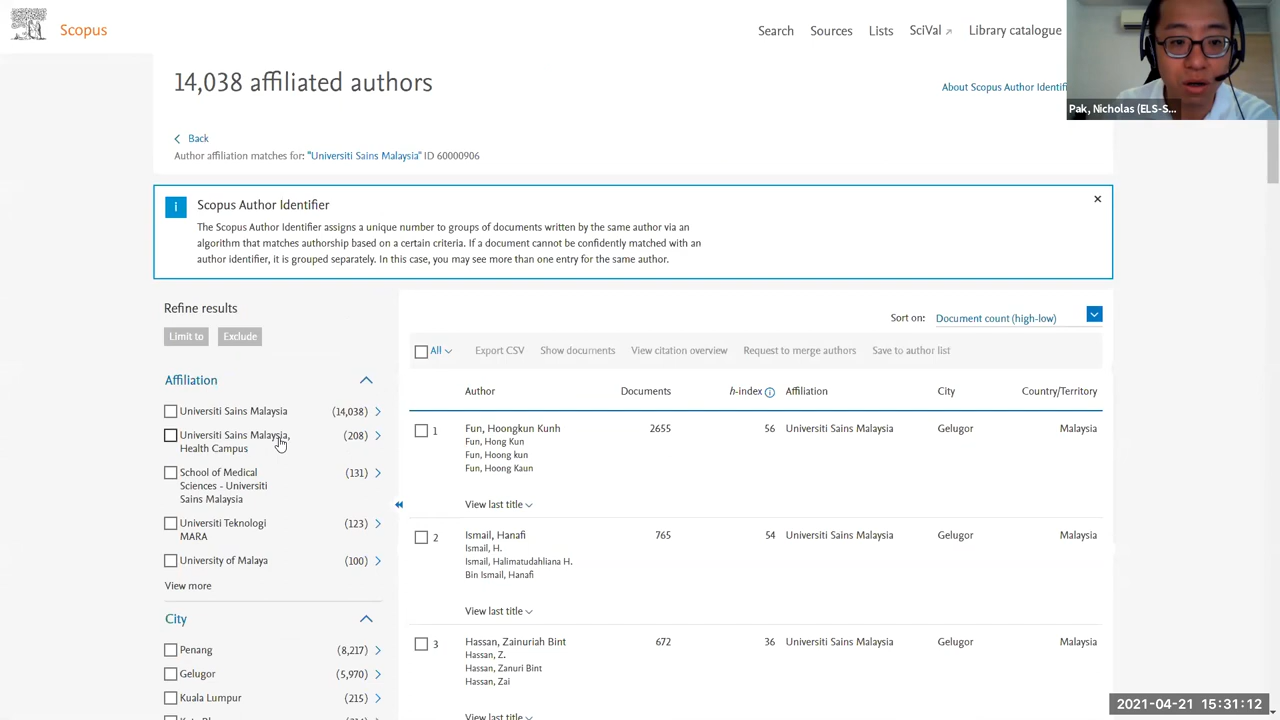 Scopus
Search
Sources
Lists
SciVal
Library catalogue
Pak, Nicholas (ELS-S...
14,038 affiliated authors
About Scopus Author Identifi
Back
Author affiliation matches for: "Universiti Sains Malaysia" ID 60000906
i
Scopus Author Identifier
The Scopus Author Identifier assigns a unique number to groups of documents written by the same author via an
algorithm that matches authorship based on a certain criteria. If a document cannot be confidently matched with an
author identifier, it is grouped separately. In this case, you may see more than one entry for the same author.
Refine results
Limit to
Exclude
Affiliation
Universiti Sains Malaysia (14,038)
Universiti Sains Malaysia, (208)
Health Campus
School of Medical (131)
Sciences - Universiti
Sains Malaysia
Universiti Teknologi (123)
MARA
University of Malaya (100)
View more
City
Penang (8,217)
Gelugor (5,970)
Kuala Lumpur (215)
Sort on: Document count (high-low)
All
Export CSV
Show documents
View citation overview
Request to merge authors
Save to author list
Author Documents h-index Affiliation City Country/Territory
1 Fun, Hoongkun Kunh 2655 56 Universiti Sains Malaysia Gelugor Malaysia
Fun, Hong Kun
Fun, Hoong kun
Fun, Hoong Kaun
View last title
2 Ismail, Hanafi 765 54 Universiti Sains Malaysia Gelugor Malaysia
Ismail, H.
Ismail, Halimatudahliana H.
Bin Ismail, Hanafi
View last title
3 Hassan, Zainuriah Bint 672 36 Universiti Sains Malaysia Gelugor Malaysia
Hassan, Z.
Hassan, Zanuri Bint
Hassan, Zai
View last title
2021-04-21 15:31:12